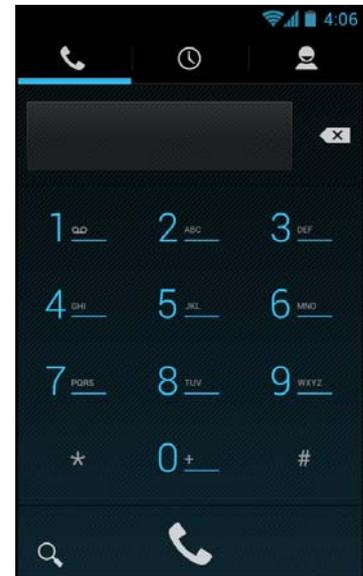 4:06
1 2 ABC 3 DEF
4 GHI 5 JKL 6 MNO
7 PQRS 8 TUV 9 WXYZ
* 0 + #